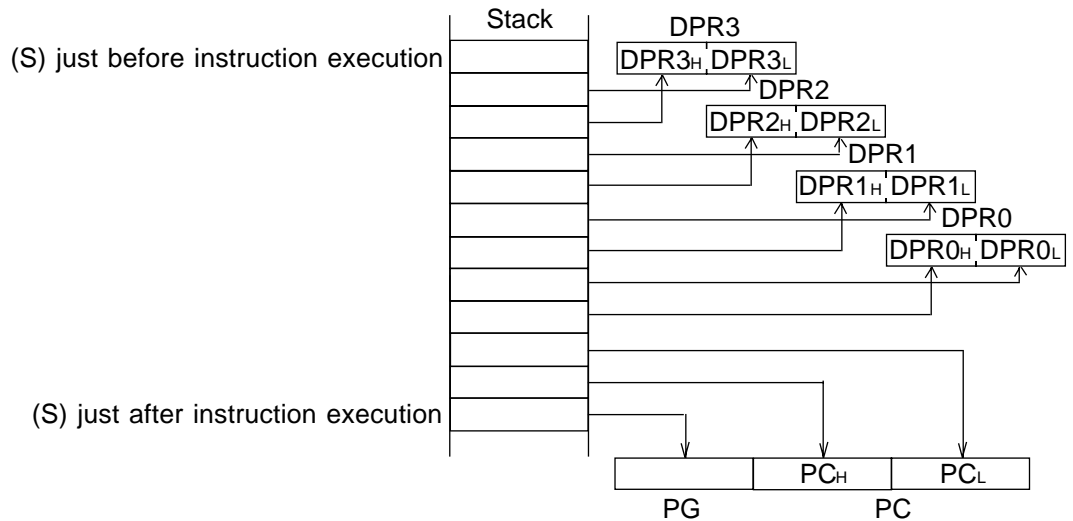 Stack
(S) just before instruction execution
DPR3
DPR3H DPR3L
DPR2
DPR2H DPR2L
DPR1
DPR1H DPR1L
DPR0
DPR0H DPR0L
(S) just after instruction execution
PCH PCL
PG PC